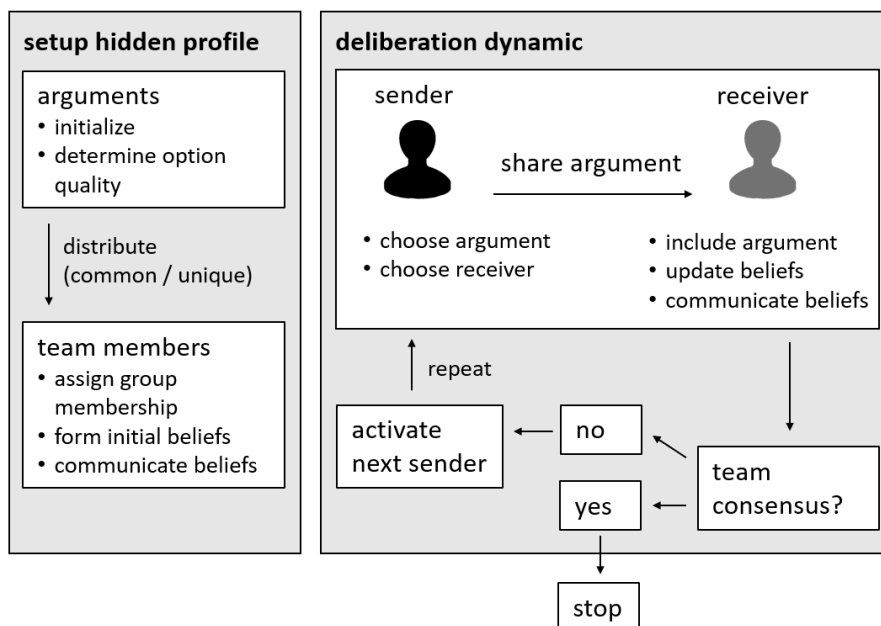 setup hidden profile
arguments
• initialize
• determine option
quality
distribute
(common / unique)
team members
• assign group
membership
• form initial beliefs
• communicate beliefs
deliberation dynamic
sender
receiver
share argument
• choose argument
• choose receiver
• include argument
• update beliefs
• communicate beliefs
repeat
activate
next sender
no
yes
team
consensus?
stop